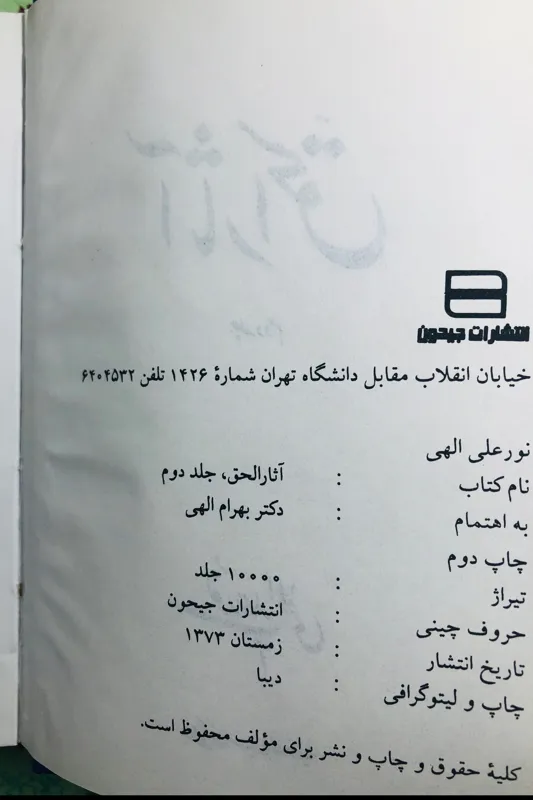 انتشارات جیحون
خیابان انقلاب مقابل دانشگاه تهران شمارهٔ ۱۴۲۶ تلفن ۶۴۰۴۵۳۲
نورعلی الهی
نام کتاب : آثارالحق، جلد دوم
به اهتمام : دکتر بهرام الهی
چاپ دوم
تیراژ : ۱۰۰۰۰ جلد
حروف چینی : انتشارات جیحون
تاریخ انتشار : زمستان ۱۳۷۳
چاپ و لیتوگرافی : دیبا
کلیهٔ حقوق و چاپ و نشر برای مؤلف محفوظ است.